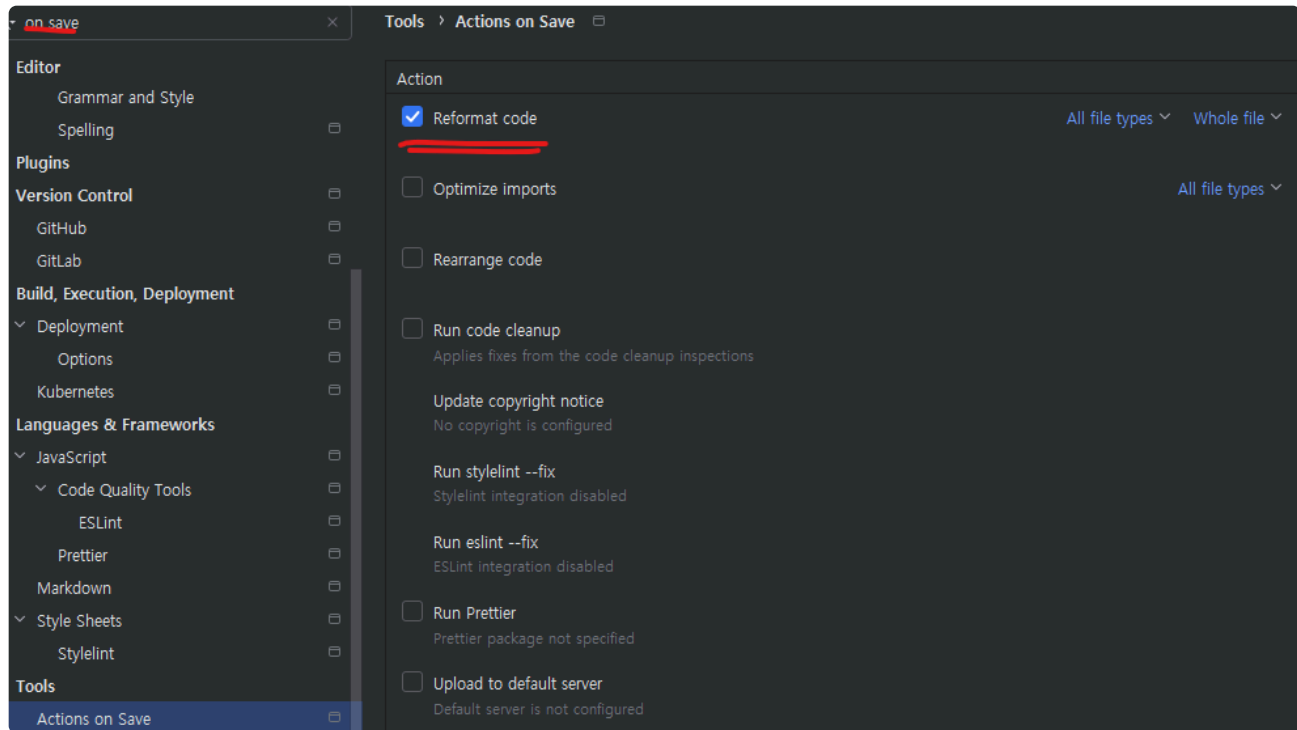 on save
Editor
Grammar and Style
Spelling
Plugins
Version Control
GitHub
GitLab
Build, Execution, Deployment
Deployment
Options
Kubernetes
Languages & Frameworks
JavaScript
Code Quality Tools
ESLint
Prettier
Markdown
Style Sheets
Stylelint
Tools
Actions on Save
Tools › Actions on Save
Action
Reformat code All file types Whole file
Optimize imports All file types
Rearrange code
Run code cleanup
Applies fixes from the code cleanup inspections
Update copyright notice
No copyright is configured
Run stylelint --fix
Stylelint integration disabled
Run eslint --fix
ESLint integration disabled
Run Prettier
Prettier package not specified
Upload to default server
Default server is not configured